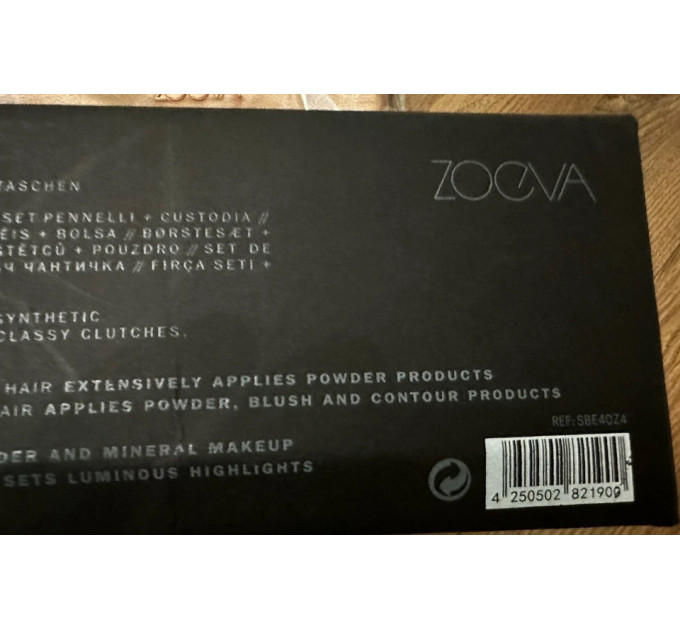 ZOEVA
TASCHEN
SET PENNELLI + CUSTODIA //
ÉIS + BOLSA // BØRSTESÆT +
STĚTCŮ + POUZDRO // SET DE
Ч ЧАНТИЧКА // FIRÇA SETI +
SYNTHETIC
CLASSY CLUTCHES.
HAIR EXTENSIVELY APPLIES POWDER PRODUCTS
AIR APPLIES POWDER, BLUSH AND CONTOUR PRODUCTS
REF: SBE4OZ4
DER AND MINERAL MAKEUP
SETS LUMINOUS HIGHLIGHTS
4 250502 821909